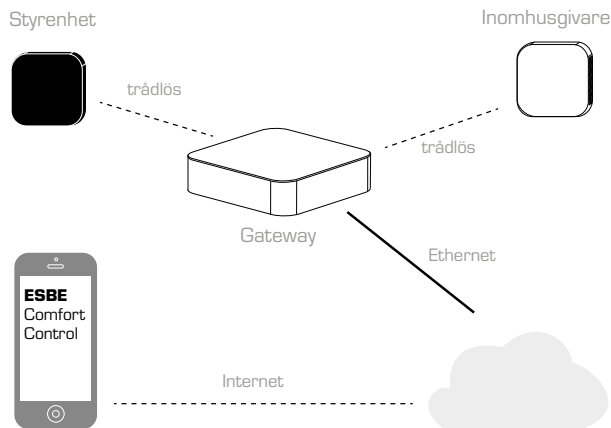 Styrenhet
Inomhusgivare
trådlös
trådlös
Gateway
Ethernet
ESBE
Comfort
Control
Internet